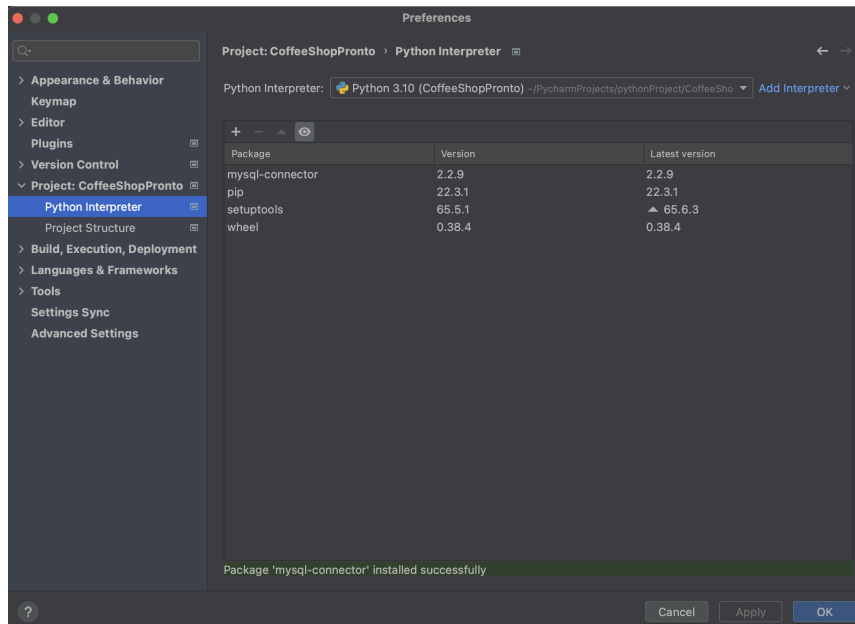 Preferences
Project: CoffeeShopPronto › Python Interpreter
Python Interpreter: Python 3.10 (CoffeeShopPronto) ~/PycharmProjects/pythonProject/CoffeeSho Add Interpreter
Appearance & Behavior
Keymap
Editor
Plugins
Version Control
Project: CoffeeShopPronto
Python Interpreter
Project Structure
Build, Execution, Deployment
Languages & Frameworks
Tools
Settings Sync
Advanced Settings
Package Version Latest version
mysql-connector 2.2.9 2.2.9
pip 22.3.1 22.3.1
setuptools 65.5.1 65.6.3
wheel 0.38.4 0.38.4
Package 'mysql-connector' installed successfully
? Cancel Apply OK